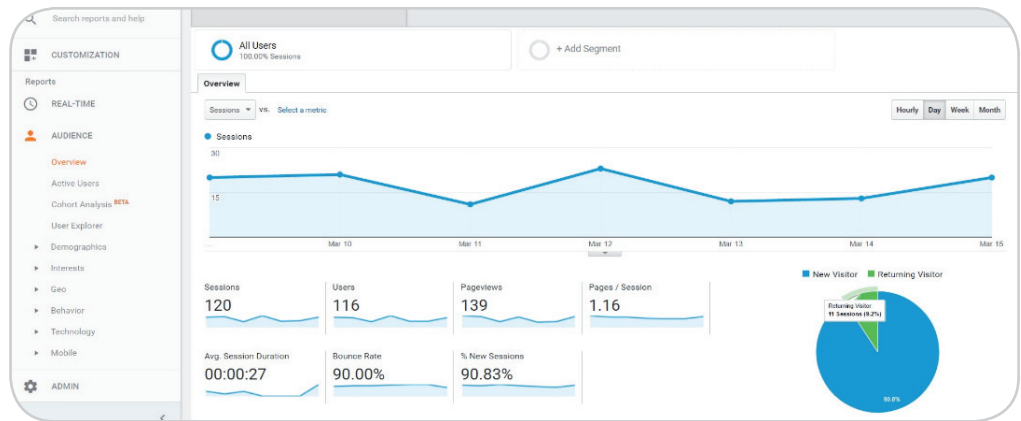 Search reports and help
CUSTOMIZATION
Reports
REAL-TIME
AUDIENCE
Overview
Active Users
Cohort Analysis BETA
User Explorer
Demographics
Interests
Geo
Behavior
Technology
Mobile
ADMIN
All Users
100.00% Sessions
+ Add Segment
Overview
Sessions vs. Select a metric
Hourly Day Week Month
Sessions
30
15
... Mar 10 Mar 11 Mar 12 Mar 13 Mar 14 Mar 15
New Visitor Returning Visitor
Sessions
120
Users
116
Pageviews
139
Pages / Session
1.16
Avg. Session Duration
00:00:27
Bounce Rate
90.00%
% New Sessions
90.83%
Returning Visitor
11 Sessions (9.2%)
90.8%